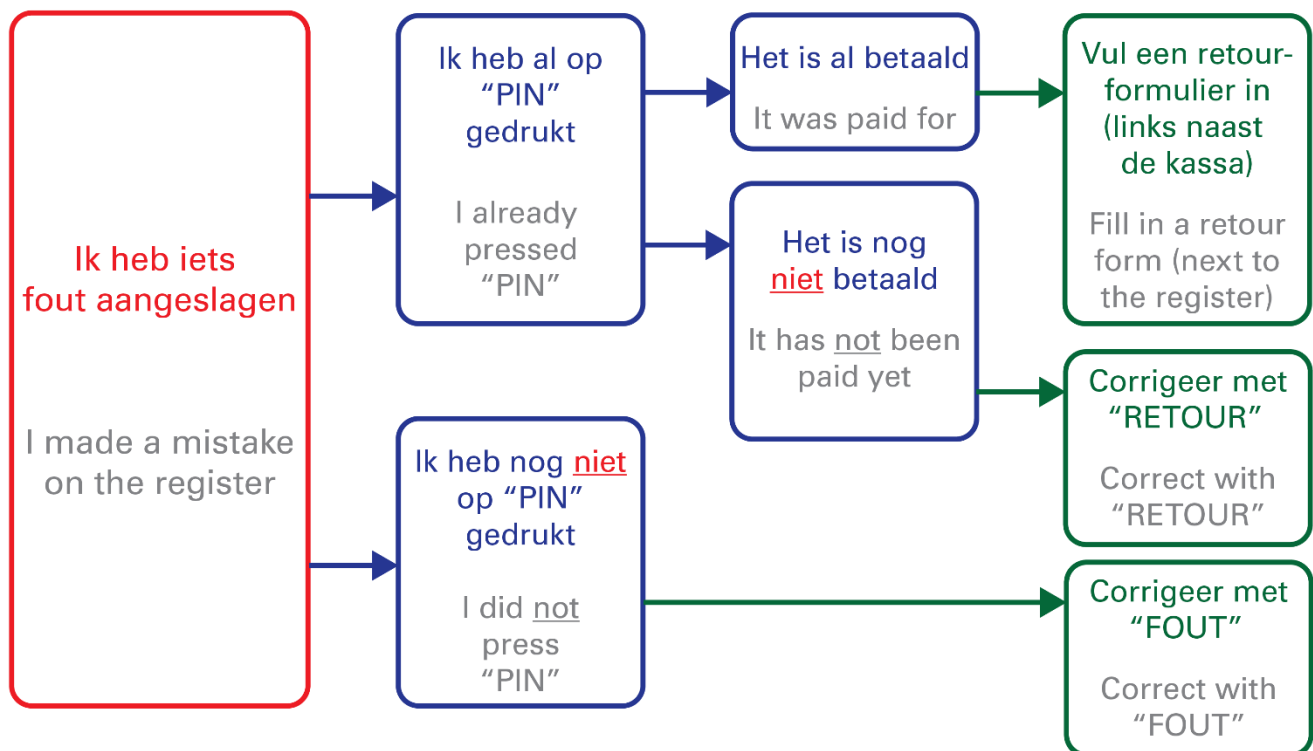 Ik heb iets
fout aangeslagen
I made a mistake
on the register
Ik heb al op
“PIN”
gedrukt
I already
pressed
“PIN”
Het is al betaald
It was paid for
Vul een retour-
formulier in
(links naast
de kassa)
Fill in a retour
form (next to
the register)
Het is nog
niet betaald
It has not been
paid yet
Corrigeer met
“RETOUR”
Correct with
“RETOUR”
Ik heb nog niet
op “PIN”
gedrukt
I did not
press
“PIN”
Corrigeer met
“FOUT”
Correct with
“FOUT”